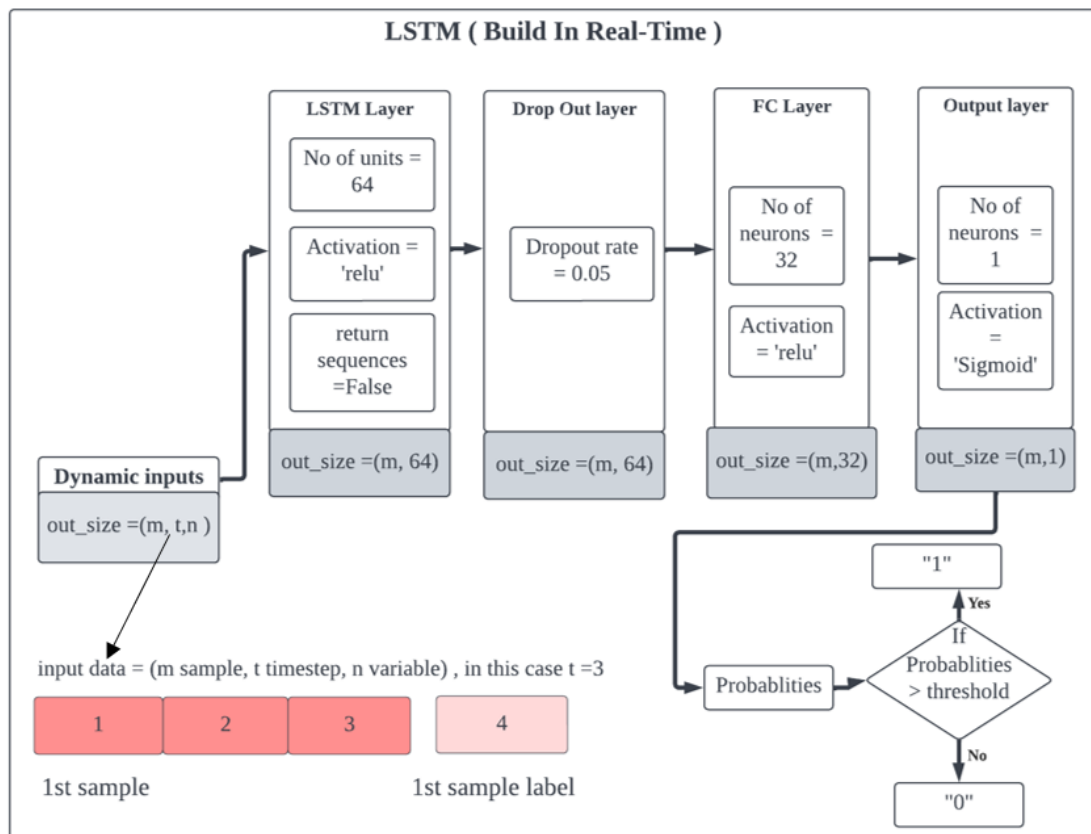 LSTM ( Build In Real-Time )
LSTM Layer
No of units =
64
Activation =
'relu'
return
sequences
=False
out_size =(m, 64)
Drop Out layer
Dropout rate
= 0.05
out_size =(m, 64)
FC Layer
No of
neurons =
32
Activation
= 'relu'
out_size =(m,32)
Output layer
No of
neurons =
1
Activation
=
'Sigmoid'
out_size =(m,1)
Dynamic inputs
out_size =(m, t,n )
input data = (m sample, t timestep, n variable) , in this case t =3
1
2
3
4
1st sample
1st sample label
Probablities
If
Probablities
> threshold
Yes
"1"
No
"0"